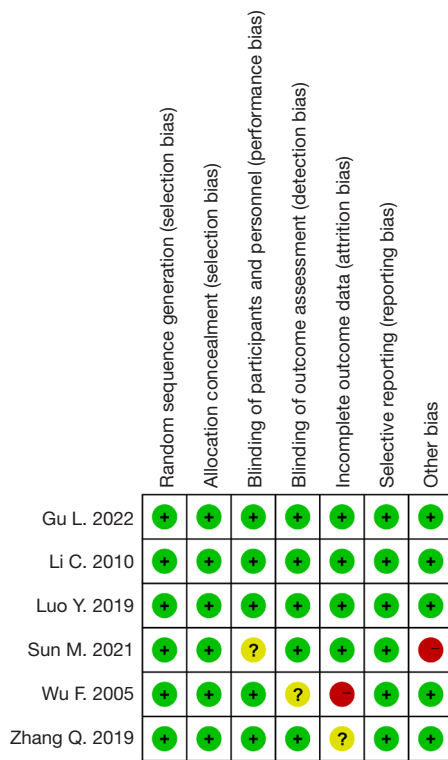 Random sequence generation (selection bias)
Allocation concealment (selection bias)
Blinding of participants and personnel (performance bias)
Blinding of outcome assessment (detection bias)
Incomplete outcome data (attrition bias)
Selective reporting (reporting bias)
Other bias
Gu L. 2022 + + + + + + +
Li C. 2010 + + + + + + +
Luo Y. 2019 + + + + + + +
Sun M. 2021 + + ? + + + –
Wu F. 2005 + + + ? – + +
Zhang Q. 2019 + + + + ? + +